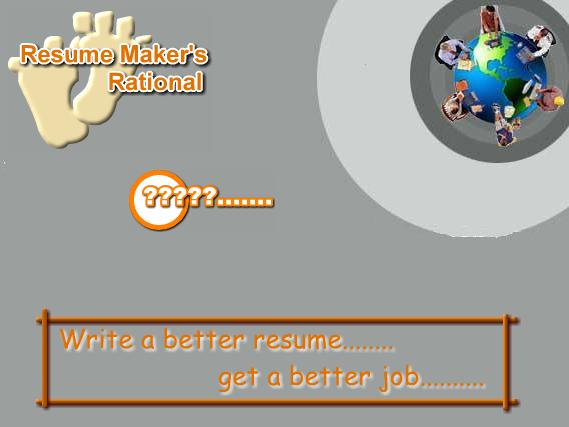 Resume Maker's
Rational
?????.......
Write a better resume........
get a better job..........